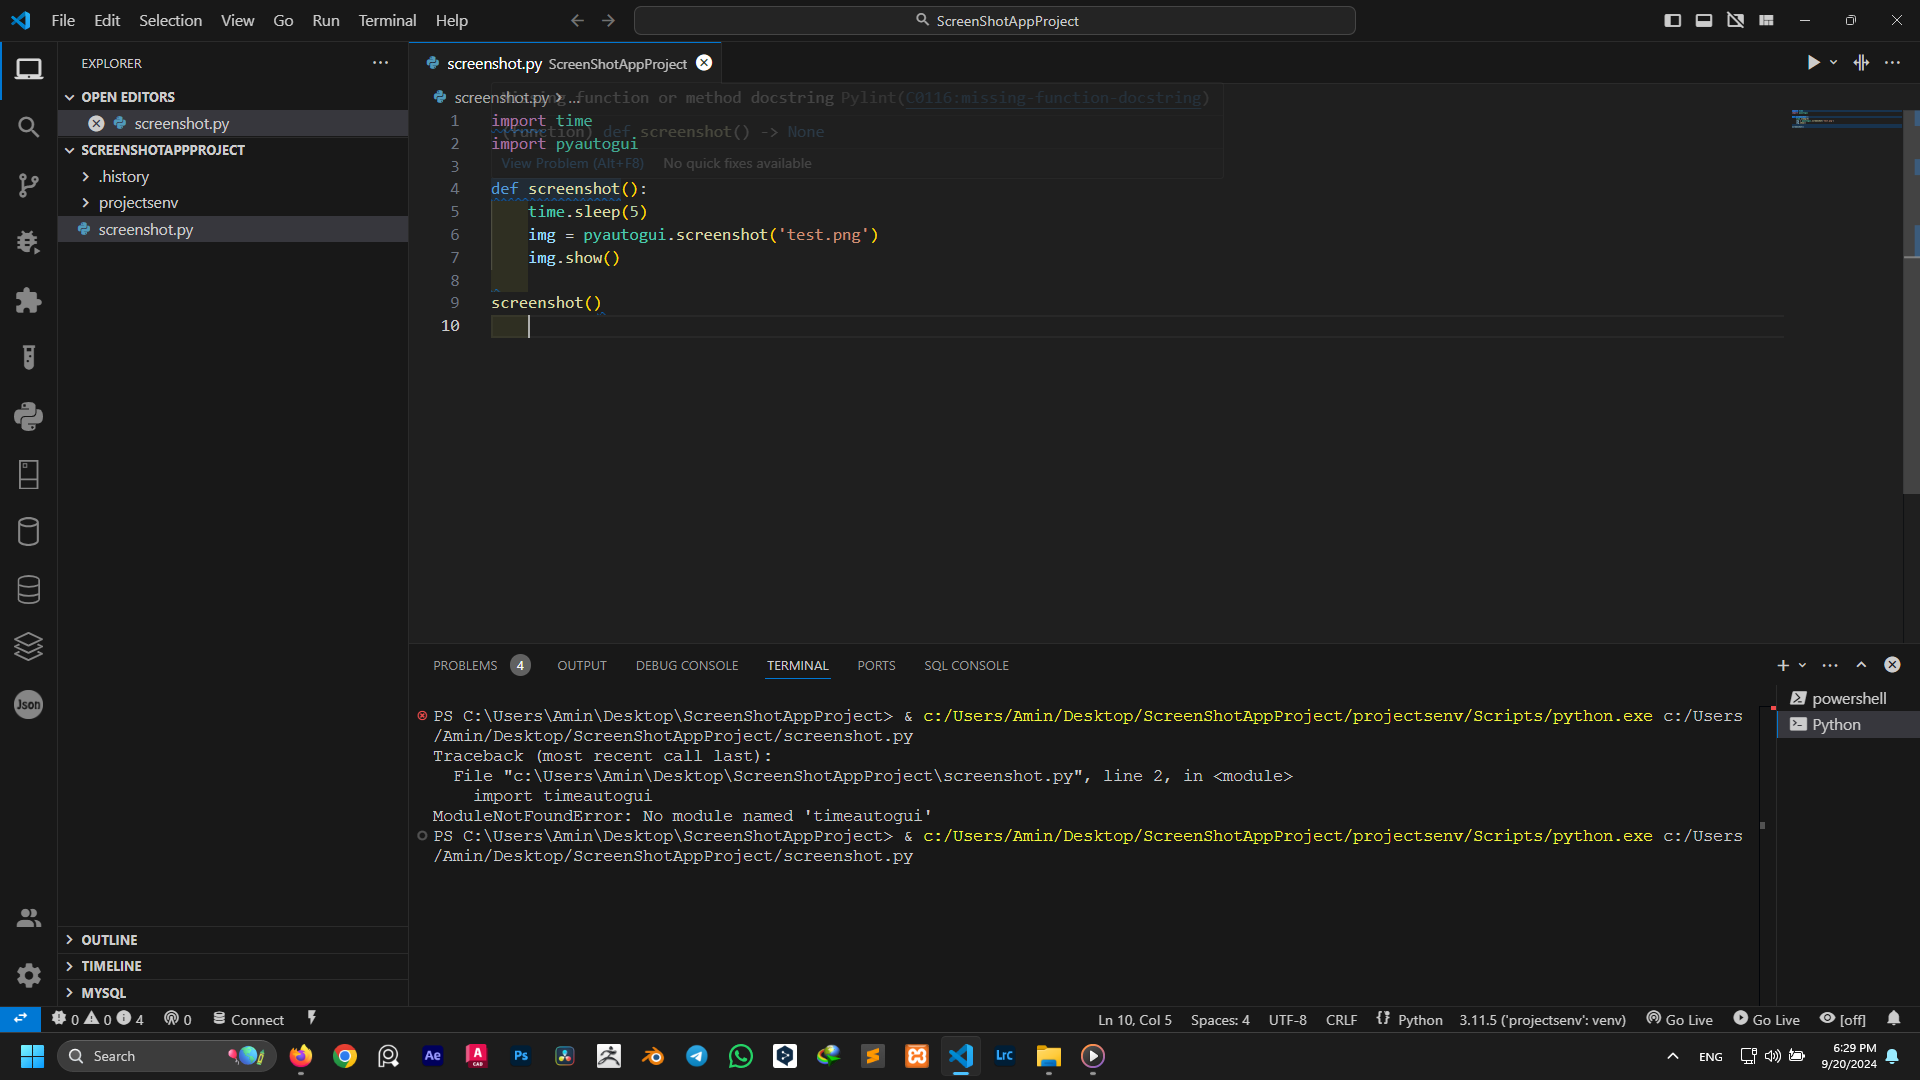 File Edit Selection View Go Run Terminal Help
ScreenShotAppProject
EXPLORER
OPEN EDITORS
screenshot.py
SCREENSHOTAPPPROJECT
.history
projectsenv
screenshot.py
OUTLINE
TIMELINE
MYSQL
screenshot.py ScreenShotAppProject
screenshot.py > ...
Missing function or method docstring Pylint(C0116:missing-function-docstring)
(function) def screenshot() -> None
View Problem (Alt+F8) No quick fixes available
1 import time
2 import pyautogui
3
4 def screenshot():
5 time.sleep(5)
6 img = pyautogui.screenshot('test.png')
7 img.show()
8
9 screenshot()
10
PROBLEMS 4 OUTPUT DEBUG CONSOLE TERMINAL PORTS SQL CONSOLE
PS C:\Users\Amin\Desktop\ScreenShotAppProject> & c:/Users/Amin/Desktop/ScreenShotAppProject/projectsenv/Scripts/python.exe c:/Users
/Amin/Desktop/ScreenShotAppProject/screenshot.py
Traceback (most recent call last):
File "c:\Users\Amin\Desktop\ScreenShotAppProject\screenshot.py", line 2, in <module>
import timeautogui
ModuleNotFoundError: No module named 'timeautogui'
PS C:\Users\Amin\Desktop\ScreenShotAppProject> & c:/Users/Amin/Desktop/ScreenShotAppProject/projectsenv/Scripts/python.exe c:/Users
/Amin/Desktop/ScreenShotAppProject/screenshot.py
powershell
Python
Json
0 0 4 0 Connect
Ln 10, Col 5 Spaces: 4 UTF-8 CRLF {} Python 3.11.5 ('projectsenv': venv) Go Live Go Live [off]
Search
Ae
A
CAD
Ps
Lrc
ENG
6:29 PM
9/20/2024